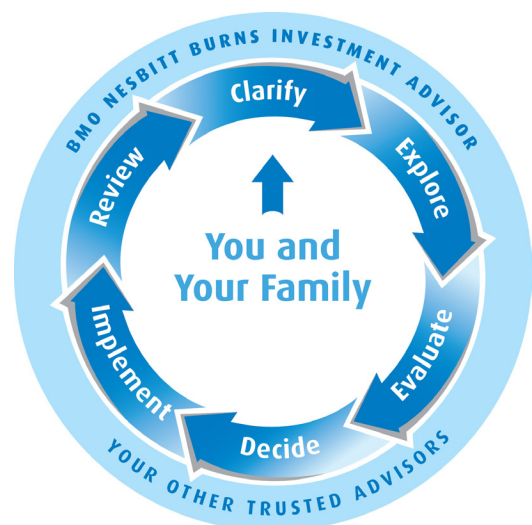 BMO NESBITT BURNS INVESTMENT ADVISOR
Clarify
Explore
Evaluate
Decide
Implement
Review
You and
Your Family
YOUR OTHER TRUSTED ADVISORS